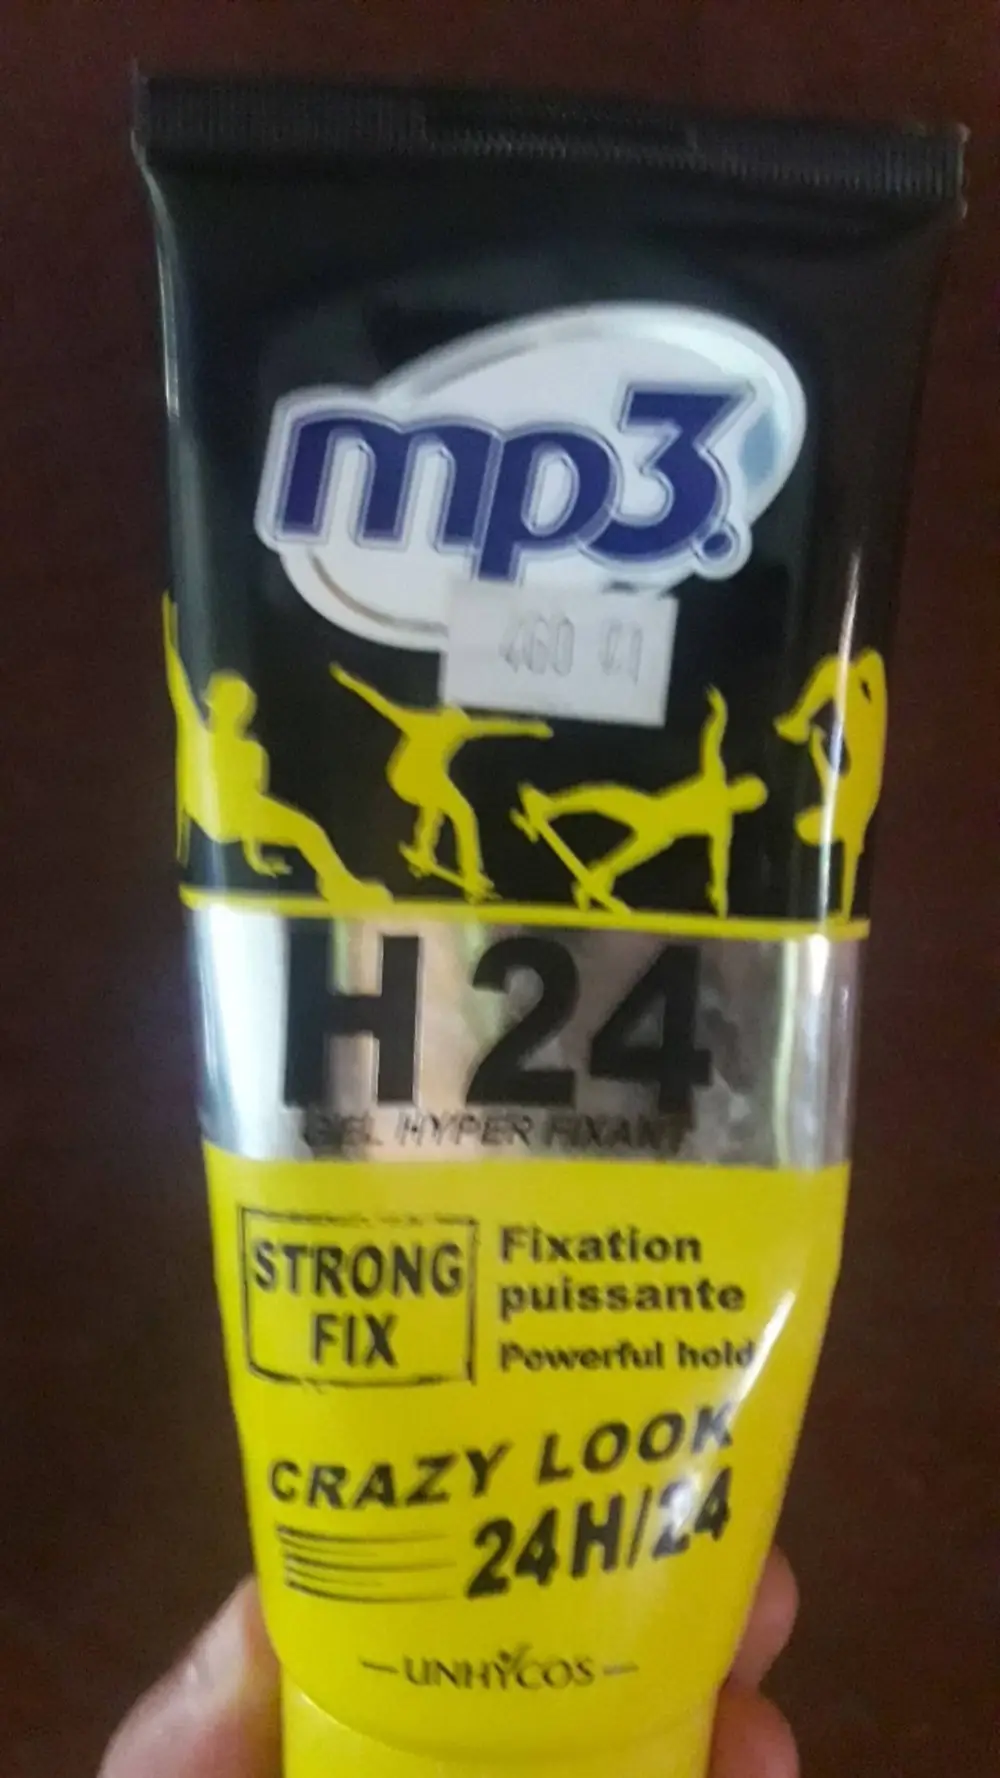 mp3.
460
H24
GEL HYPER FIXANT
STRONG
FIX
Fixation
puissante
Powerful hold
CRAZY LOOK
24H/24
UNHYCOS